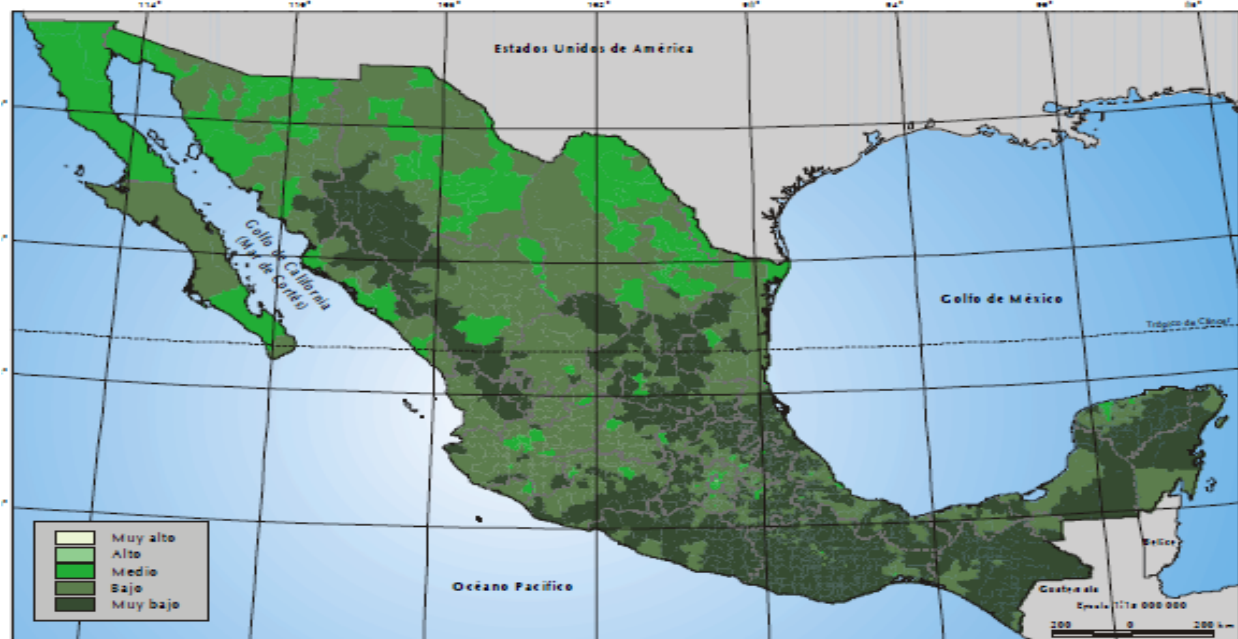 Estados Unidos de América
Golfo de California
(Mar de Cortés)
Golfo de México
Trópico de Cáncer
Muy alto
Alto
Medio
Bajo
Muy bajo
Océano Pacífico
Belice
Guatemala
200 0 200 km